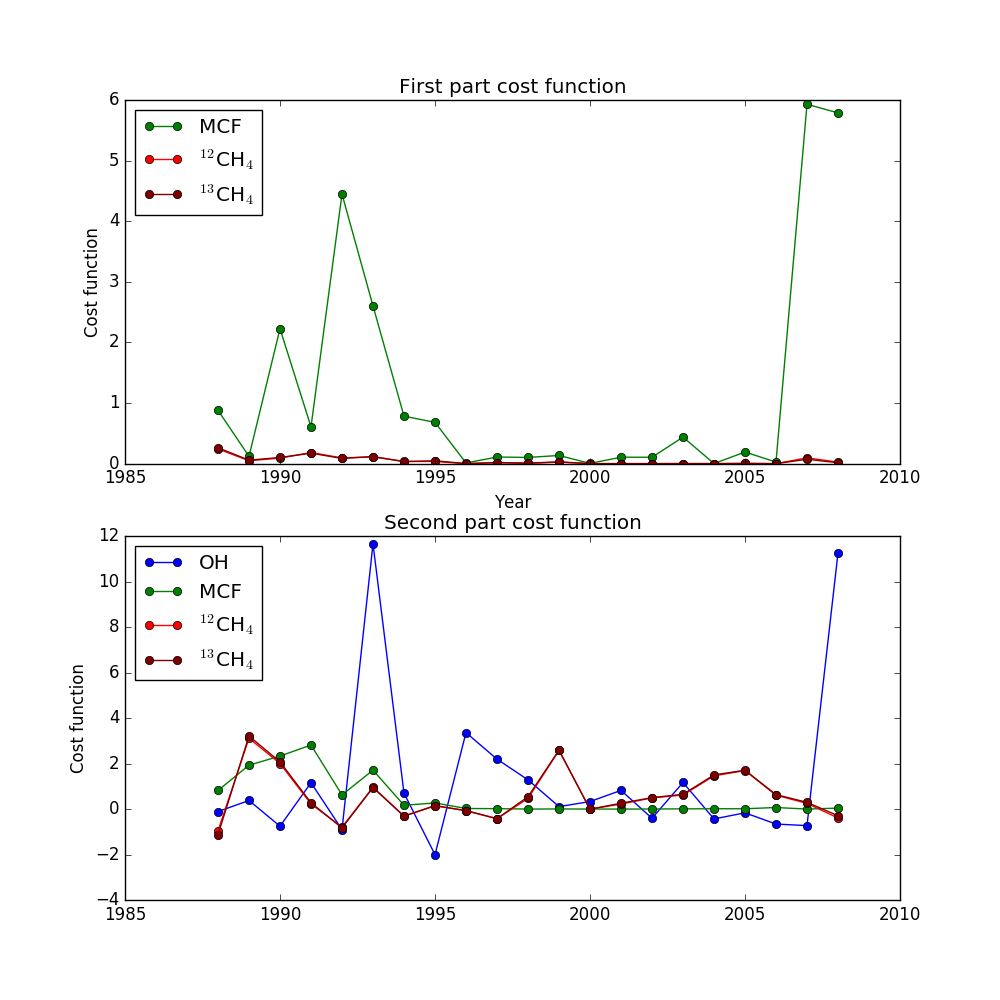 First part cost function
6
5
4
3
2
1
0
Cost function
MCF
¹²CH₄
¹³CH₄
1985 1990 1995 2000 2005 2010
Year
Second part cost function
12
10
8
6
4
2
0
−2
−4
Cost function
OH
MCF
¹²CH₄
¹³CH₄
1985 1990 1995 2000 2005 2010